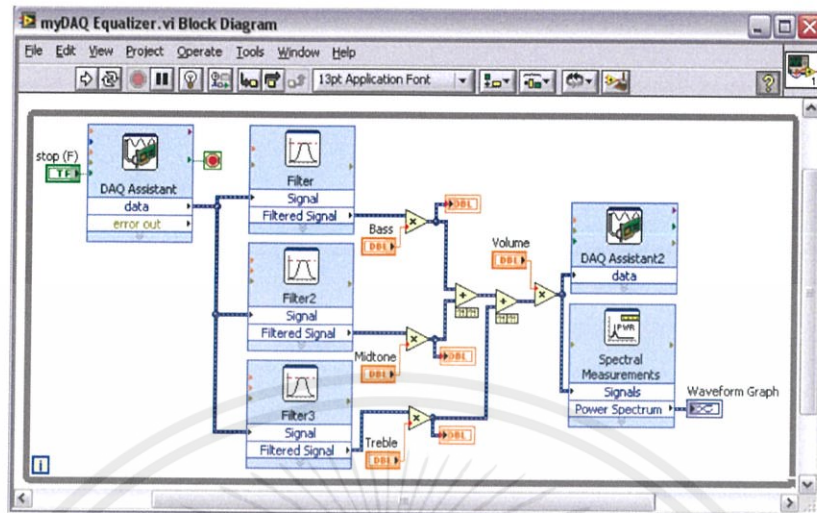 myDAQ Equalizer.vi Block Diagram
File Edit View Project Operate Tools Window Help
13pt Application Font
1
stop (F)
TF
DAQ Assistant
data
error out
Filter
Signal
Filtered Signal
Bass
DBL
DBL
Filter2
Signal
Filtered Signal
Midtone
DBL
DBL
Filter3
Signal
Filtered Signal
Treble
DBL
DBL
Volume
DBL
DAQ Assistant2
data
PWR
Spectral
Measurements
Signals
Power Spectrum
Waveform Graph
i